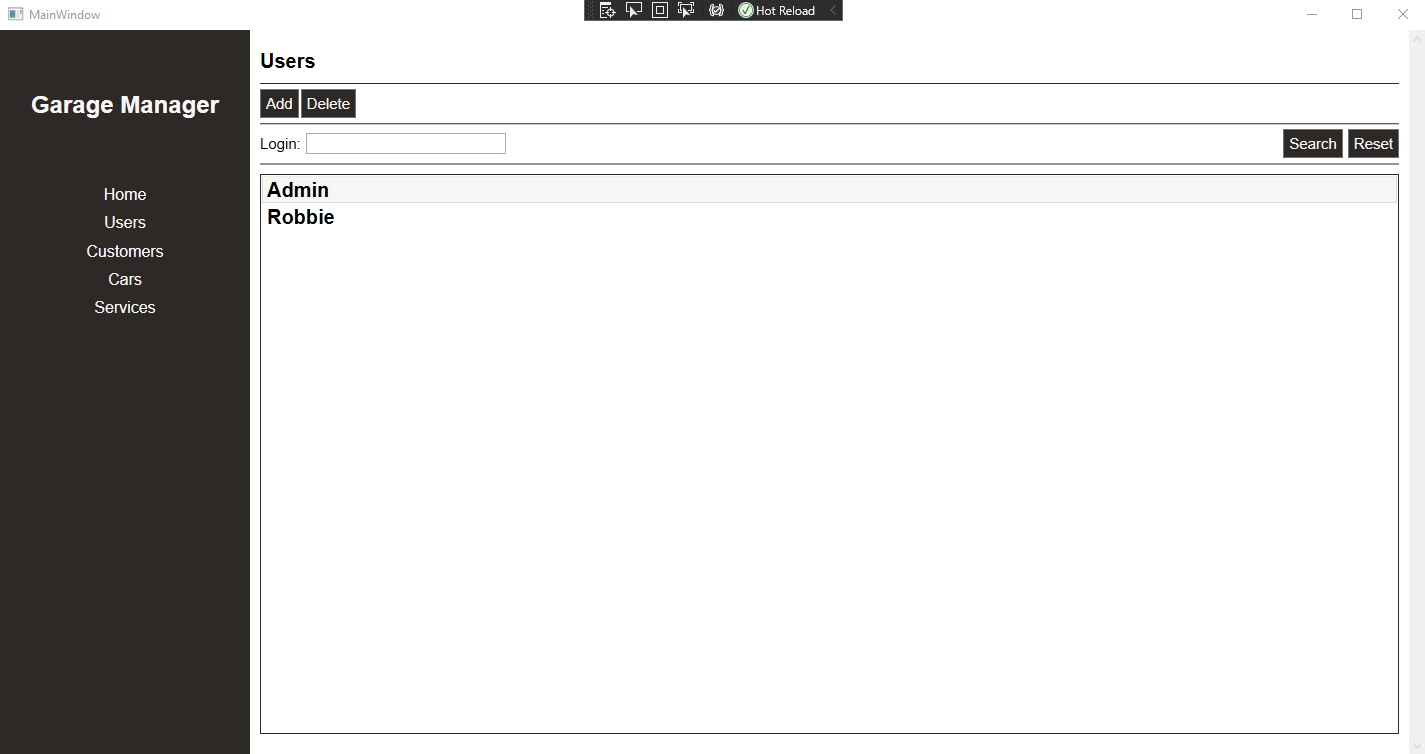 MainWindow
Hot Reload
Garage Manager
Home
Users
Customers
Cars
Services
Users
Add Delete
Login: Search Reset
Admin
Robbie